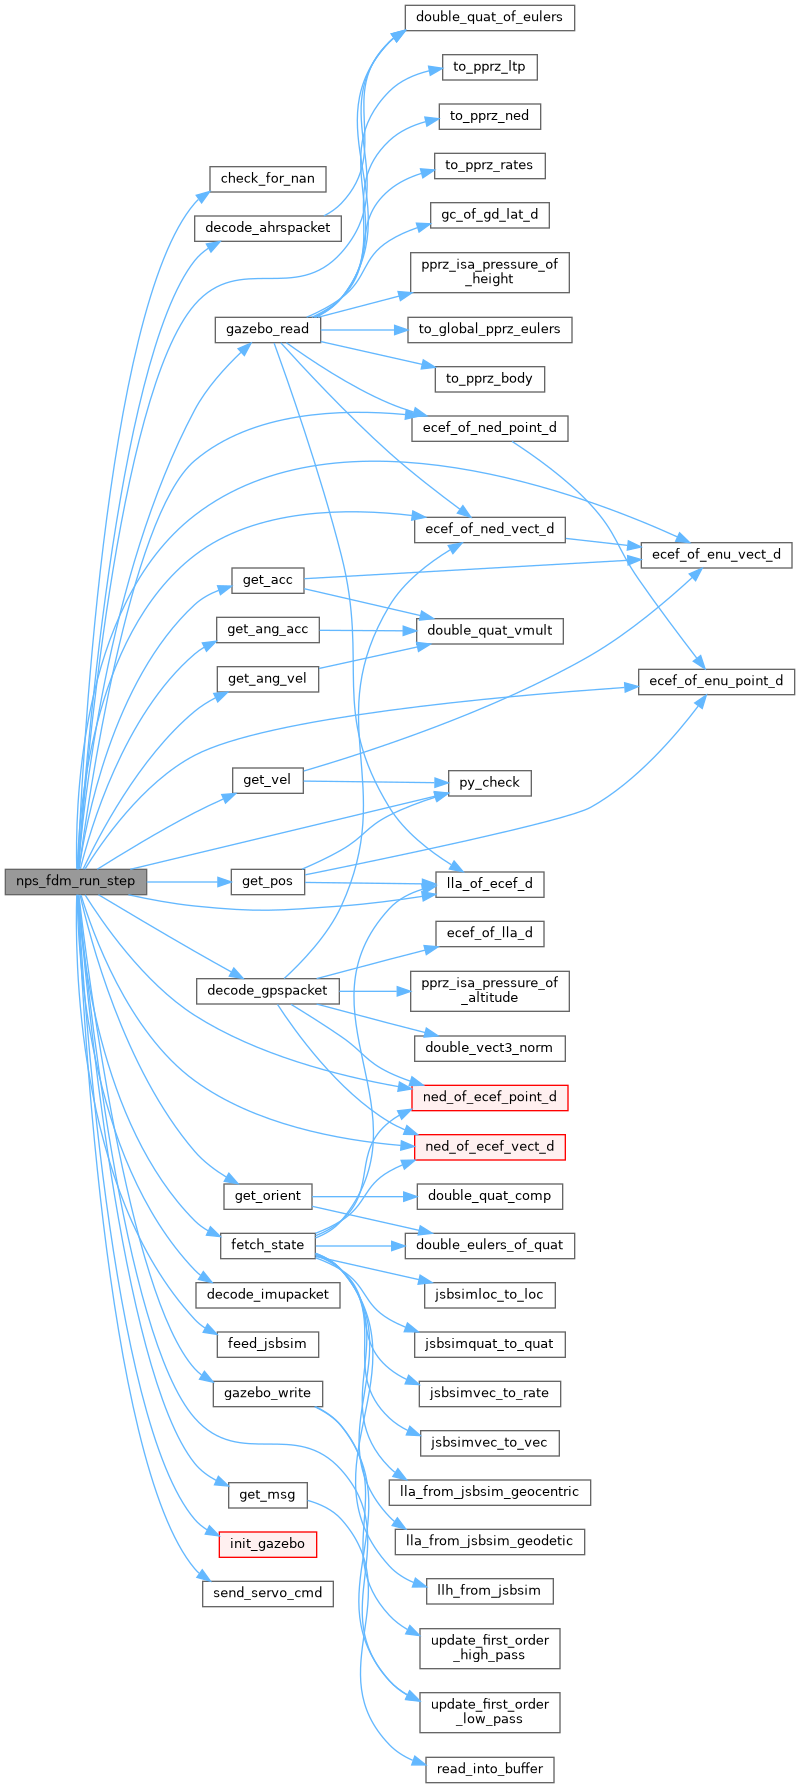 double_quat_of_eulers
to_pprz_ltp
to_pprz_ned
to_pprz_rates
check_for_nan
gc_of_gd_lat_d
decode_ahrspacket
pprz_isa_pressure_of
_height
gazebo_read
to_global_pprz_eulers
to_pprz_body
ecef_of_ned_point_d
ecef_of_ned_vect_d
ecef_of_enu_vect_d
get_acc
get_ang_acc
double_quat_vmult
get_ang_vel
ecef_of_enu_point_d
get_vel
py_check
nps_fdm_run_step
get_pos
lla_of_ecef_d
ecef_of_lla_d
decode_gpspacket
pprz_isa_pressure_of
_altitude
double_vect3_norm
ned_of_ecef_point_d
ned_of_ecef_vect_d
get_orient
double_quat_comp
fetch_state
double_eulers_of_quat
decode_imupacket
jsbsimloc_to_loc
feed_jsbsim
jsbsimquat_to_quat
gazebo_write
jsbsimvec_to_rate
jsbsimvec_to_vec
get_msg
lla_from_jsbsim_geocentric
init_gazebo
lla_from_jsbsim_geodetic
send_servo_cmd
llh_from_jsbsim
update_first_order
_high_pass
update_first_order
_low_pass
read_into_buffer